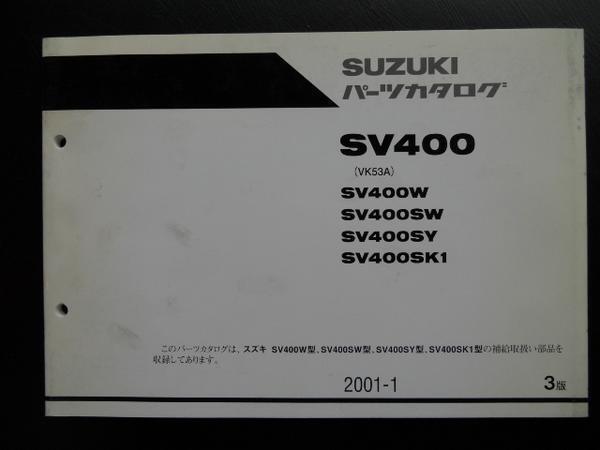 SUZUKI
パーツカタログ
SV400
(VK53A)
SV400W
SV400SW
SV400SY
SV400SK1
このパーツカタログは、スズキ SV400W型、SV400SW型、SV400SY型、SV400SK1型の補給取扱い部品を
収録してあります。
2001-1
3版